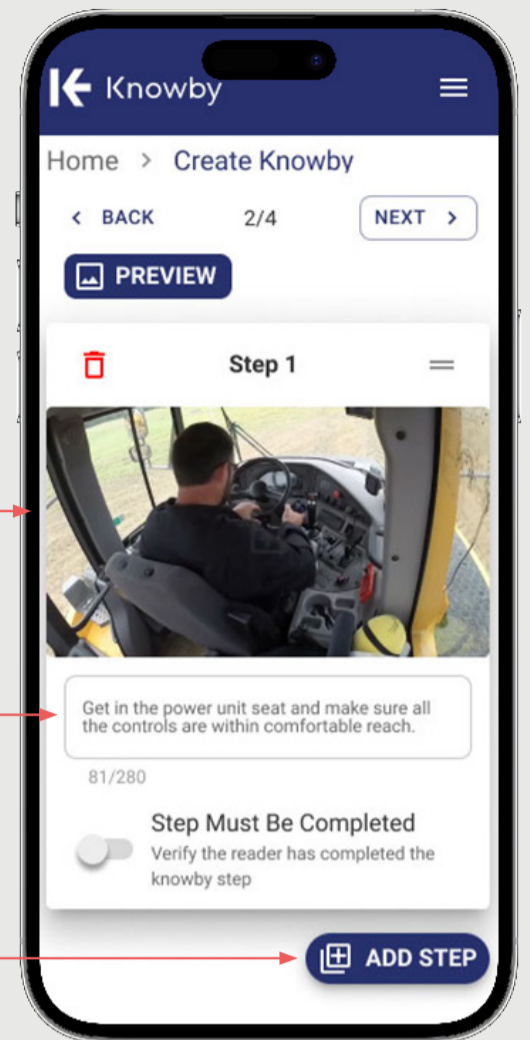 Knowby
Home > Create Knowby
< BACK 2/4 NEXT >
PREVIEW
Step 1
Get in the power unit seat and make sure all
the controls are within comfortable reach.
81/280
Step Must Be Completed
Verify the reader has completed the
knowby step
ADD STEP